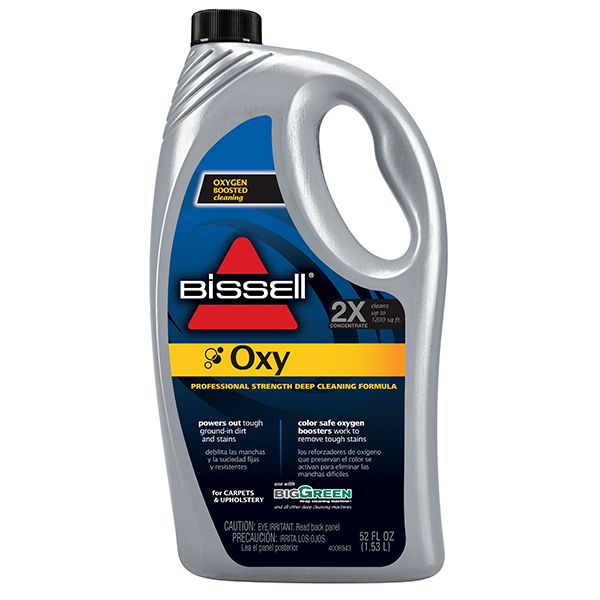 OXYGEN
BOOSTED
cleaning
BISSELL®
2X
CONCENTRATE
cleans
up to
1200 sq ft.
Oxy
PROFESSIONAL STRENGTH DEEP CLEANING FORMULA
powers out tough
ground-in dirt
and stains
debilita las manchas
y la suciedad fijas
y resistentes
color safe oxygen
boosters work to
remove tough stains
los reforzadores de oxígeno
que preservan el color se
activan para eliminar las
manchas difíciles
for CARPETS
& UPHOLSTERY
use with
BIGGREEN
deep cleaning machine™
and all other deep cleaning machines
CAUTION: EYE IRRITANT. Read back panel
PRECAUCIÓN: IRRITA LOS OJOS.
Lea el panel posterior
4006943
52 FL OZ
(1.53 L)